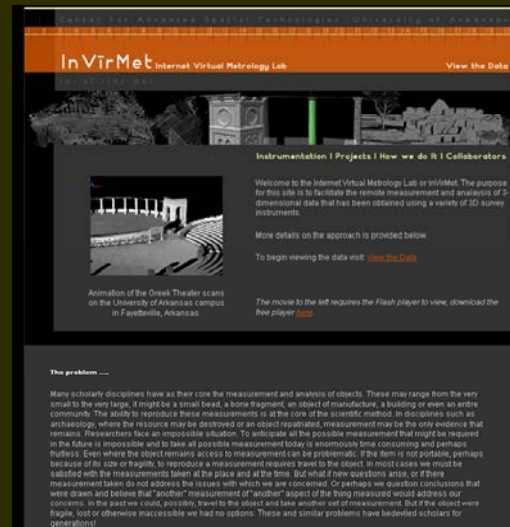 Center for Advanced Spatial Technologies University of Arkansas
InVirMet Internet Virtual Metrology Lab
View the Data
Instrumentation | Projects | How we do It | Collaborators
Welcome to the Internet Virtual Metrology Lab or InVirMet. The purpose
for this site is to facilitate the remote measurement and analaysis of 3-
dimensional data that has been obtained using a variety of 3D survey
instruments.
More details on the approach is provided below.
To begin viewing the data visit: View the Data
Animation of the Greek Theater scans
on the University of Arkansas campus
in Fayetteville, Arkansas.
The movie to the left requires the Flash player to view, download the
free player here.
The problem ....
Many scholarly disciplines have as their core the measurement and analysis of objects. These may range from the very
small to the very large, it might be a small bead, a bone fragment, an object of manufacture, a building or even an entire
community. The ability to reproduce these measurements is at the core of the scientific method. In disciplines such as
archaeology, where the resource may be destroyed or an object repatriated, measurement may be the only evidence that
remains. Researchers face an impossible situation. To anticipate all the possible measurement that might be required
in the future is impossible and to take all possible measurement today is enormously time consuming and perhaps
fruitless. Even where the object remains access to measurement can be problematic. If the item is not portable, perhaps
because of its size or fragility, to reproduce a measurement requires travel to the object. In most cases we must be
satisfied with the measurements taken at the place and at the time. But what if new questions arise, or if there
measurement taken do not address the issues with which we are concerned. Or perhaps we question conclusions that
were drawn and believe that "another" measurement of "another" aspect of the thing measured would address our
concerns. In the past we could, possibly, travel to the object and take another set of measurement. But if the object were
fragile, lost or otherwise inaccessible we had no options. These and similar problems have bedeviled scholars for
generations!